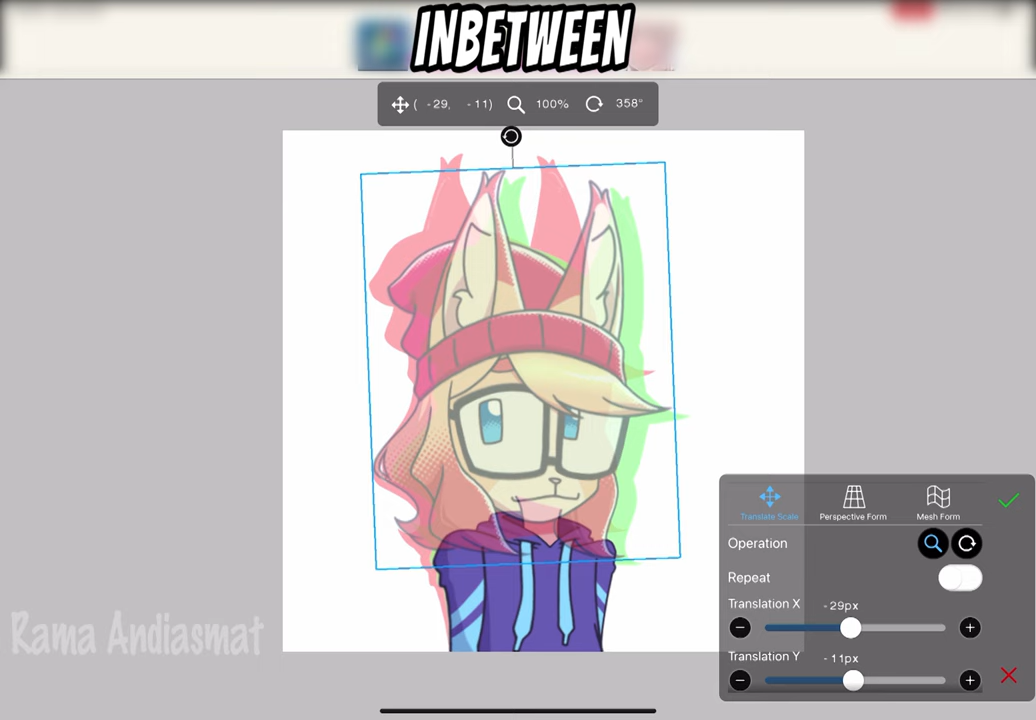 INBETWEEN
( -29, -11) 100% 358°
Translate Scale Perspective Form Mesh Form
Operation
Repeat
Translation X -29px
Translation Y -11px
Rama Andiasmat